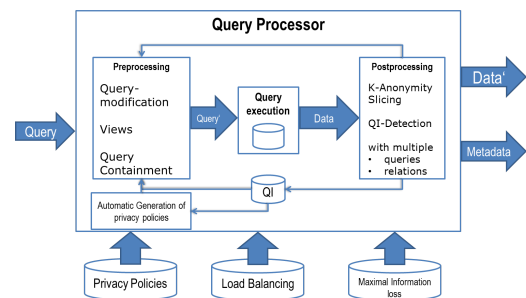 Query Processor
Preprocessing
Query-
modification
Views
Query
Containment
Query
execution
Postprocessing
K-Anonymity
Slicing
QI-Detection
with multiple
• queries
• relations
Query
Query'
Data
Data'
Metadata
QI
Automatic Generation of
privacy policies
Privacy Policies
Load Balancing
Maximal Information
loss